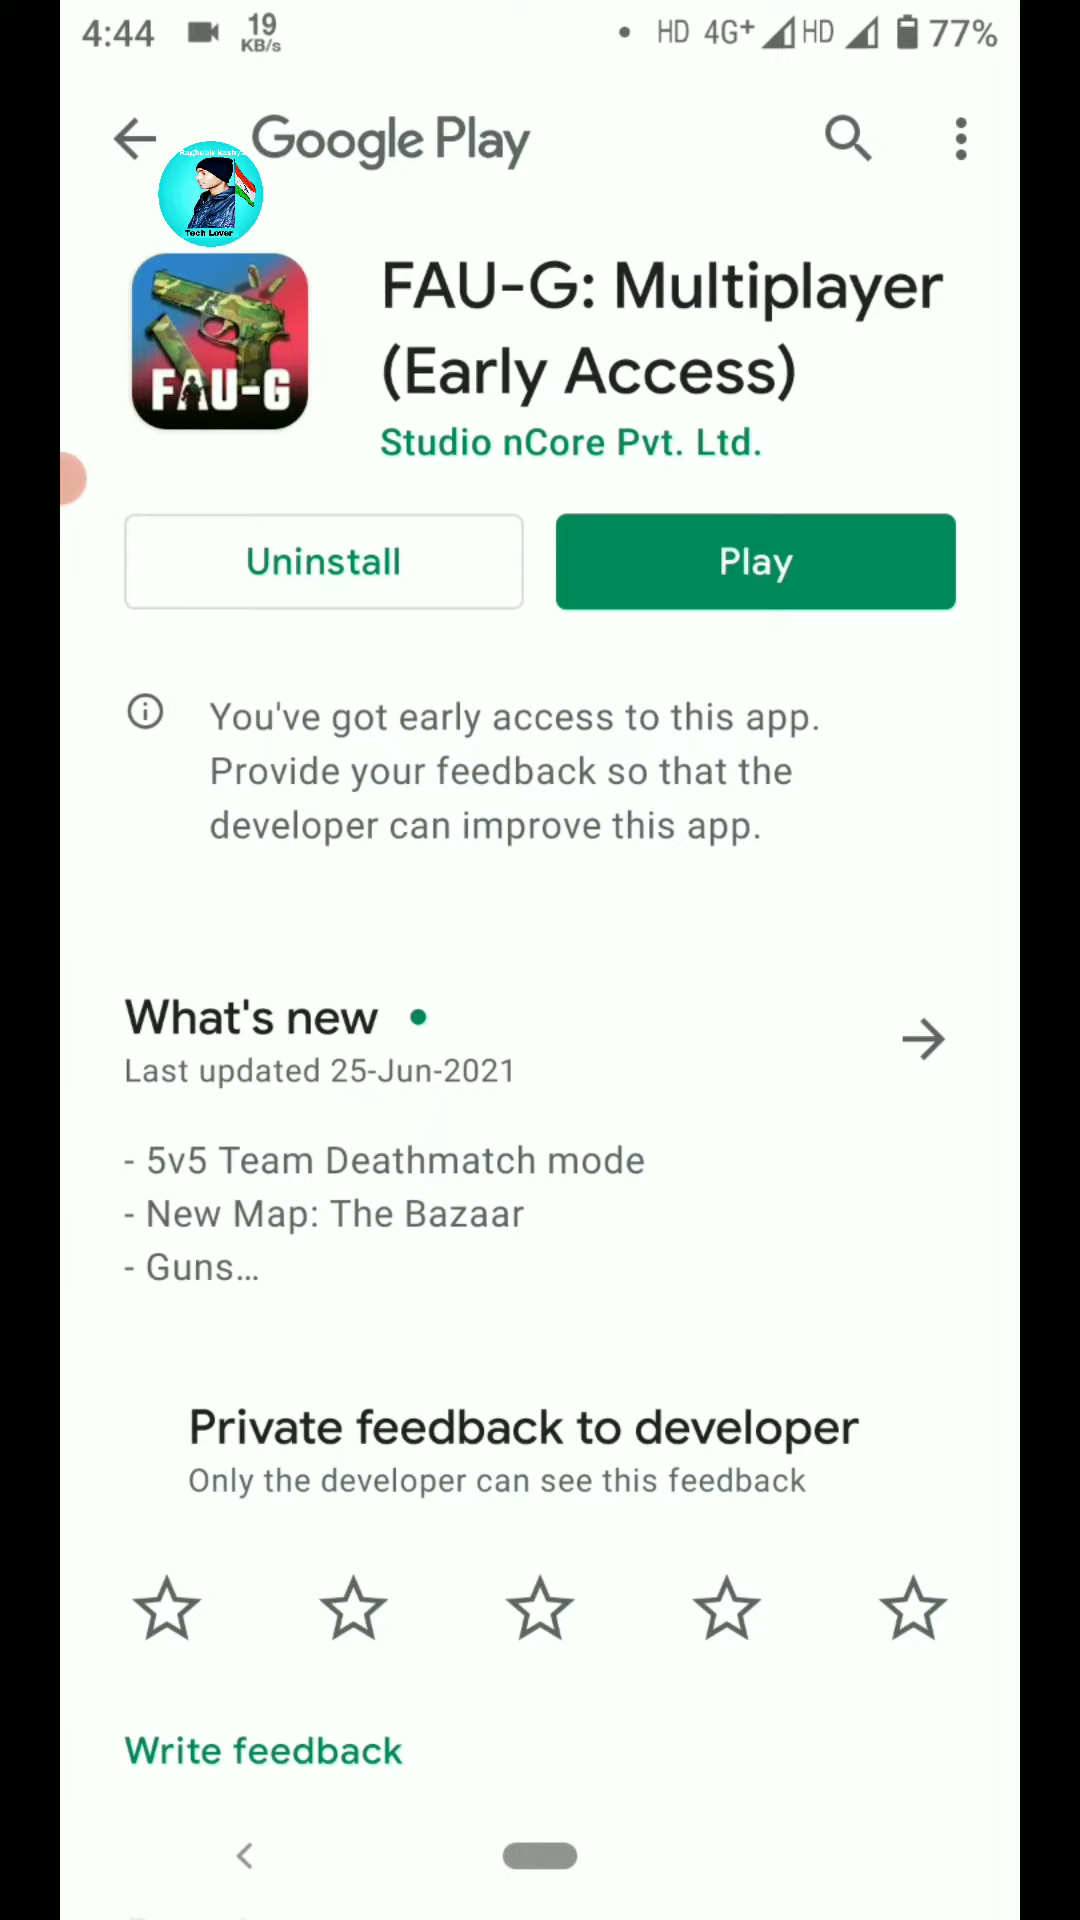 4:44
19
KB/s
HD 4G+ HD 77%
Google Play
Tech Lover
FAU-G
FAU-G: Multiplayer
(Early Access)
Studio nCore Pvt. Ltd.
Uninstall
Play
You've got early access to this app.
Provide your feedback so that the
developer can improve this app.
What's new
Last updated 25-Jun-2021
- 5v5 Team Deathmatch mode
- New Map: The Bazaar
- Guns…
Private feedback to developer
Only the developer can see this feedback
Write feedback